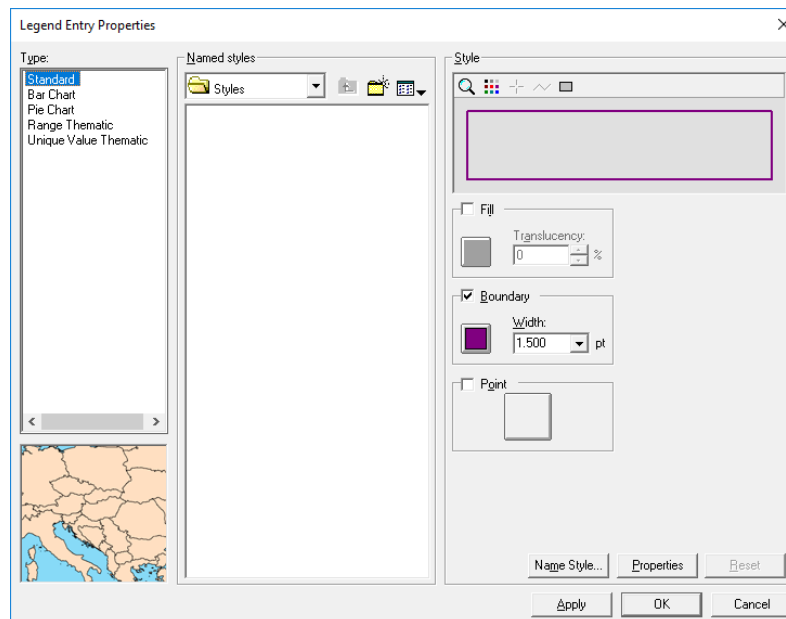 Legend Entry Properties
Type:
Standard
Bar Chart
Pie Chart
Range Thematic
Unique Value Thematic
Named styles
Styles
Style
Fill
Translucency:
0 %
Boundary
Width:
1.500 pt
Point
Name Style... Properties Reset
Apply OK Cancel